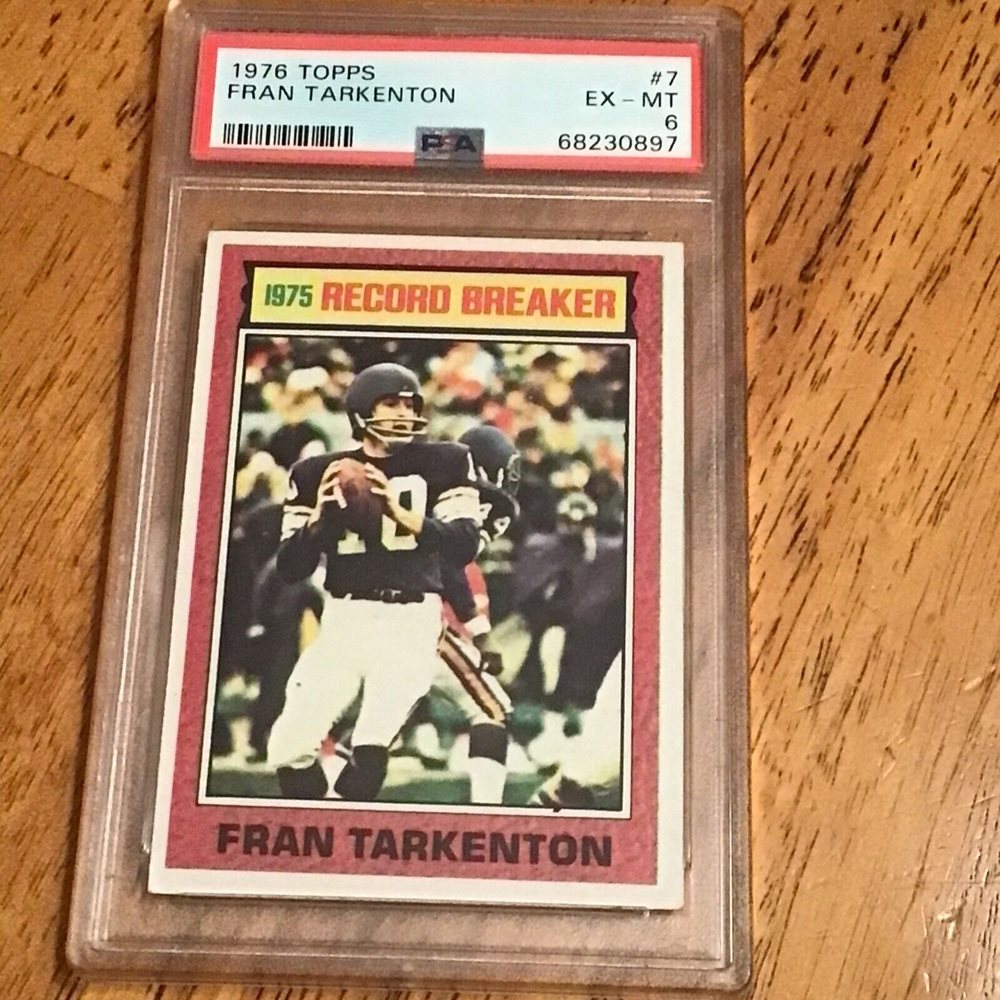 1976 TOPPS #7
FRAN TARKENTON EX - MT
6
PSA 68230897
1975 RECORD BREAKER
10
FRAN TARKENTON